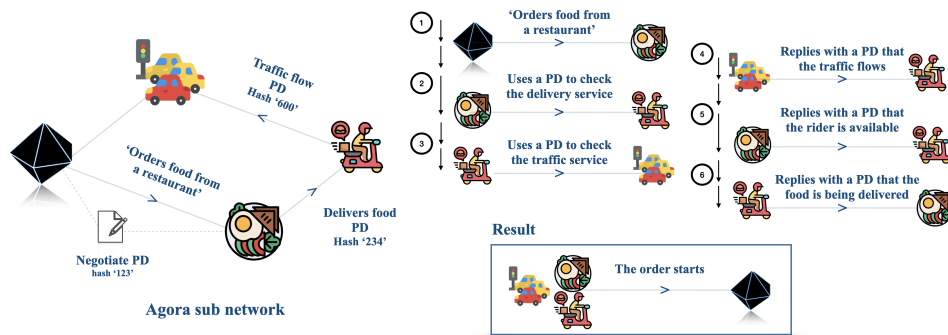 Traffic flow
PD
Hash ‘600’
‘Orders food from
a restaurant’
Delivers food
PD
Hash ‘234’
Negotiate PD
hash ‘123’
Agora sub network
1
‘Orders food from
a restaurant’
2
Uses a PD to check
the delivery service
3
Uses a PD to check
the traffic service
4
Replies with a PD that
the traffic flows
5
Replies with a PD that
the rider is available
6
Replies with a PD that the
food is being delivered
Result
The order starts